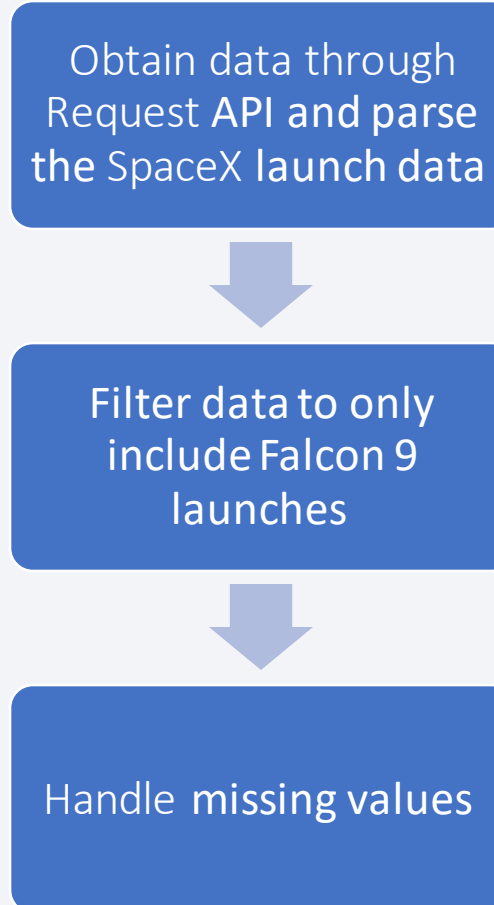 Obtain data through
Request API and parse
the SpaceX launch data
Filter data to only
include Falcon 9
launches
Handle missing values